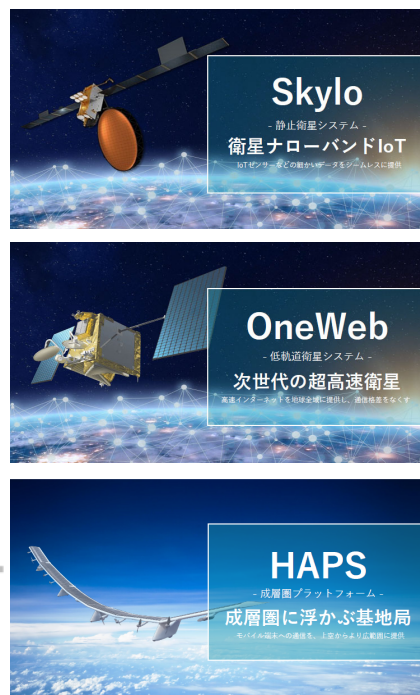 Skylo
- 静止衛星システム -
衛星ナローバンドIoT
IoTセンサーなどの細かいデータをシームレスに提供
OneWeb
- 低軌道衛星システム -
次世代の超高速衛星
高速インターネットを地球全域に提供し、通信格差をなくす
HAPS
- 成層圏プラットフォーム -
成層圏に浮かぶ基地局
モバイル端末への通信を、上空からより広範囲に提供